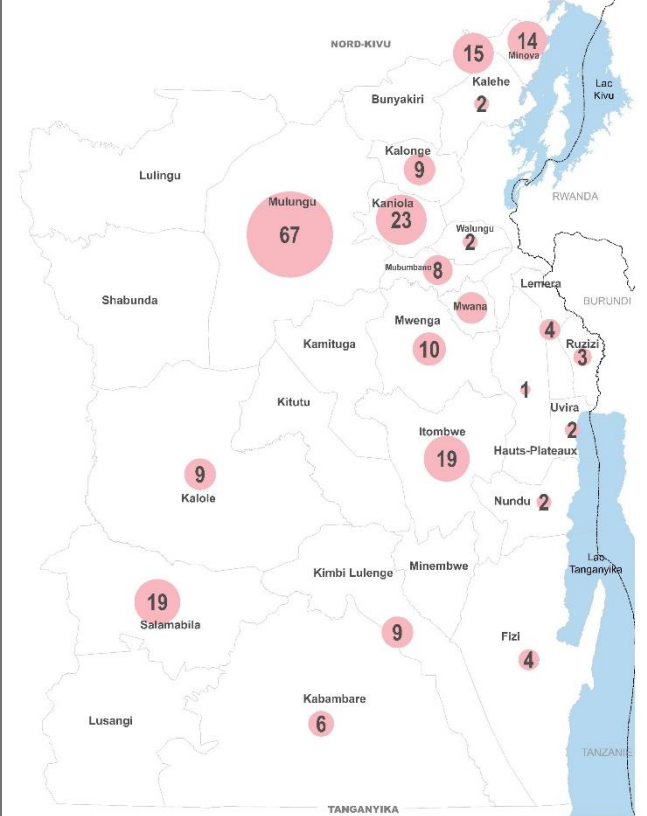 NORD-KIVU
14
Minova
15
Kalehe
2
Lac
Kivu
Bunyakiri
Kalonge
9
Lulingu
RWANDA
Mulungu
67
Kaniola
23
Walungu
2
Mubumbano 8
Lemera
Shabunda
BURUNDI
Mwana
Mwenga
10
4
Ruzizi
3
Kamituga
1
Kitutu
Uvira
2
Itombwe
19
Hauts-Plateaux
9
Kalole
Nundu 2
Lac
Tanganyika
Kimbi Lulenge
Minembwe
19
Salamabila
9
Fizi
4
Kabambare
6
Lusangi
TANZANIE
TANGANYIKA